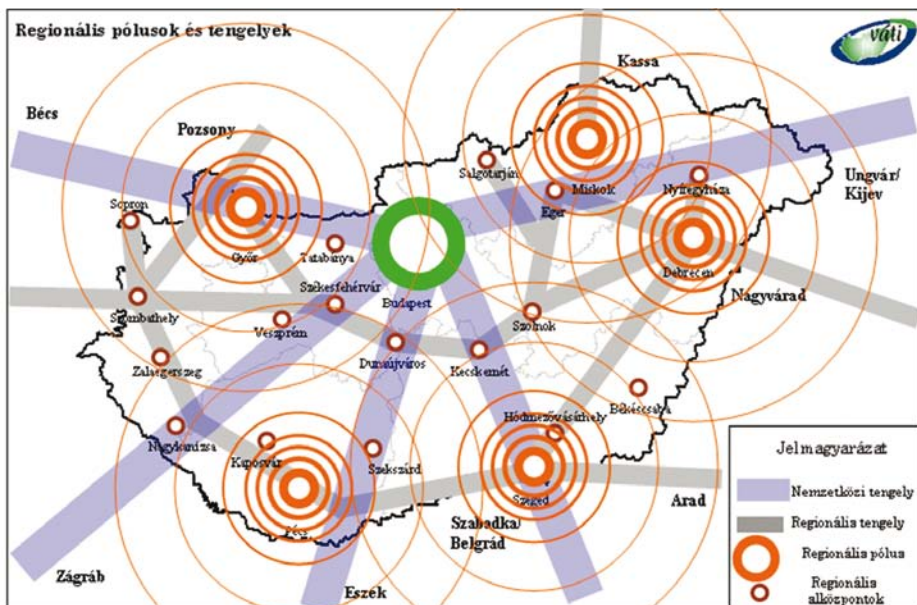 Regionális pólusok és tengelyek
váti
Kassa
Bécs
Pozsony
Salgótarján
Miskolc
Eger
Nyíregyháza
Ungvár/
Kijev
Sopron
Győr
Tatabánya
Debrecen
Nagyvárad
Székesfehérvár
Budapest
Szombathely
Veszprém
Szolnok
Zalaegerszeg
Dunaújváros
Kecskemét
Békéscsaba
Hódmezővásárhely
Nagykanizsa
Kaposvár
Szekszárd
Szeged
Pécs
Szabadka/
Belgrád
Arad
Zágráb
Eszék
Jelmagyarázat
Nemzetközi tengely
Regionális tengely
Regionális pólus
Regionális
alközpontok